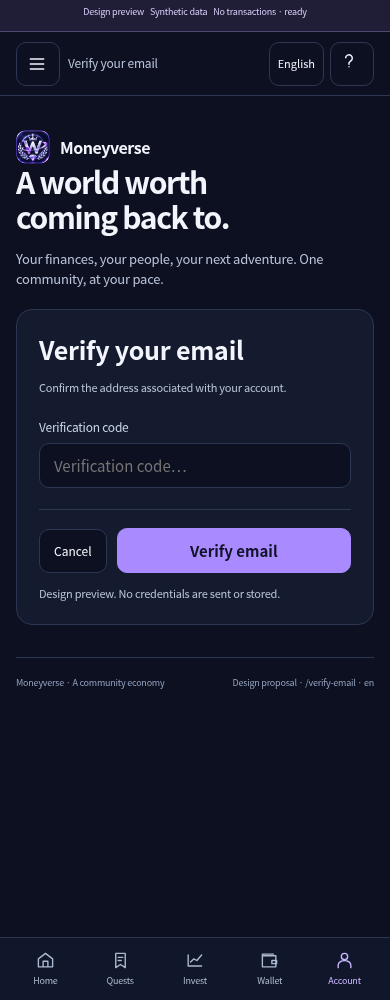 Design preview Synthetic data No transactions · ready
Verify your email
English
?
Moneyverse
A world worth
coming back to.
Your finances, your people, your next adventure. One
community, at your pace.
Verify your email
Confirm the address associated with your account.
Verification code
Verification code…
Cancel
Verify email
Design preview. No credentials are sent or stored.
Moneyverse · A community economy
Design proposal · /verify-email · en
Home
Quests
Invest
Wallet
Account